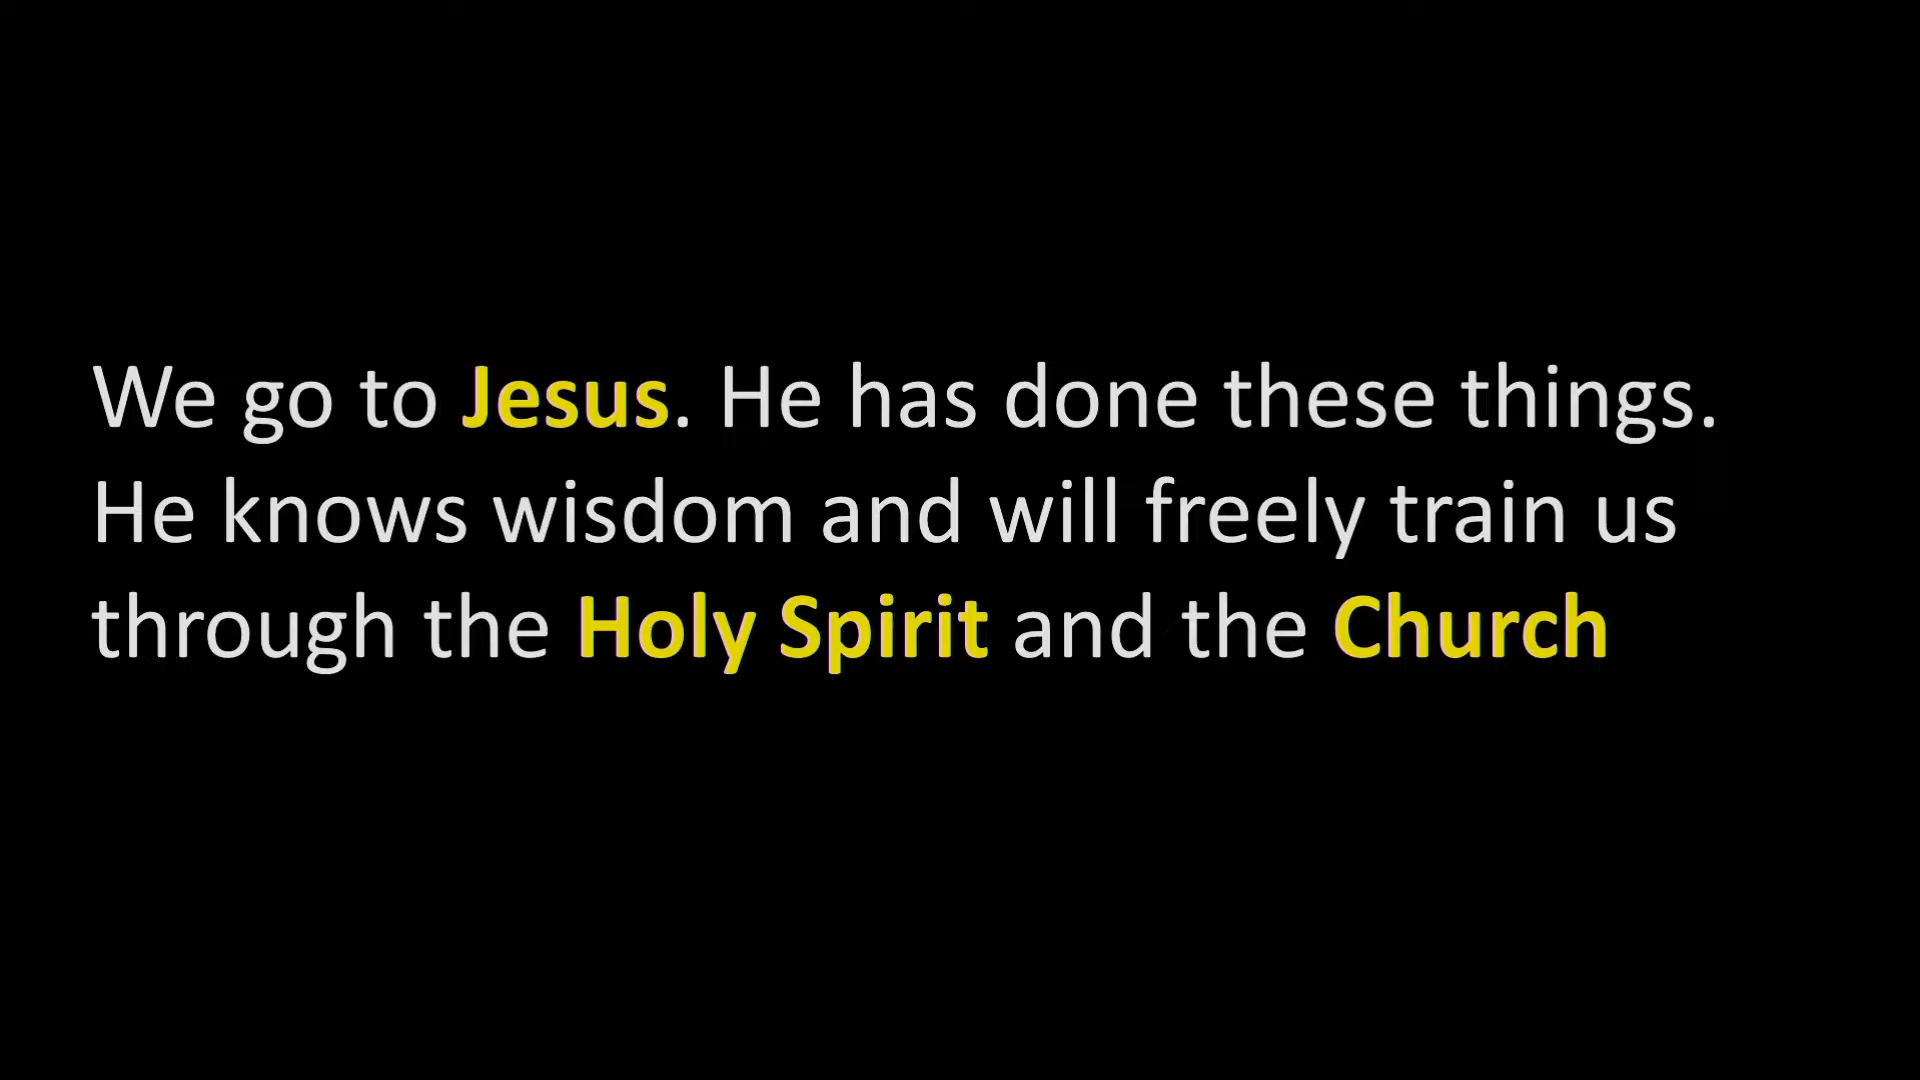 We go to Jesus. He has done these things.
He knows wisdom and will freely train us
through the Holy Spirit and the Church